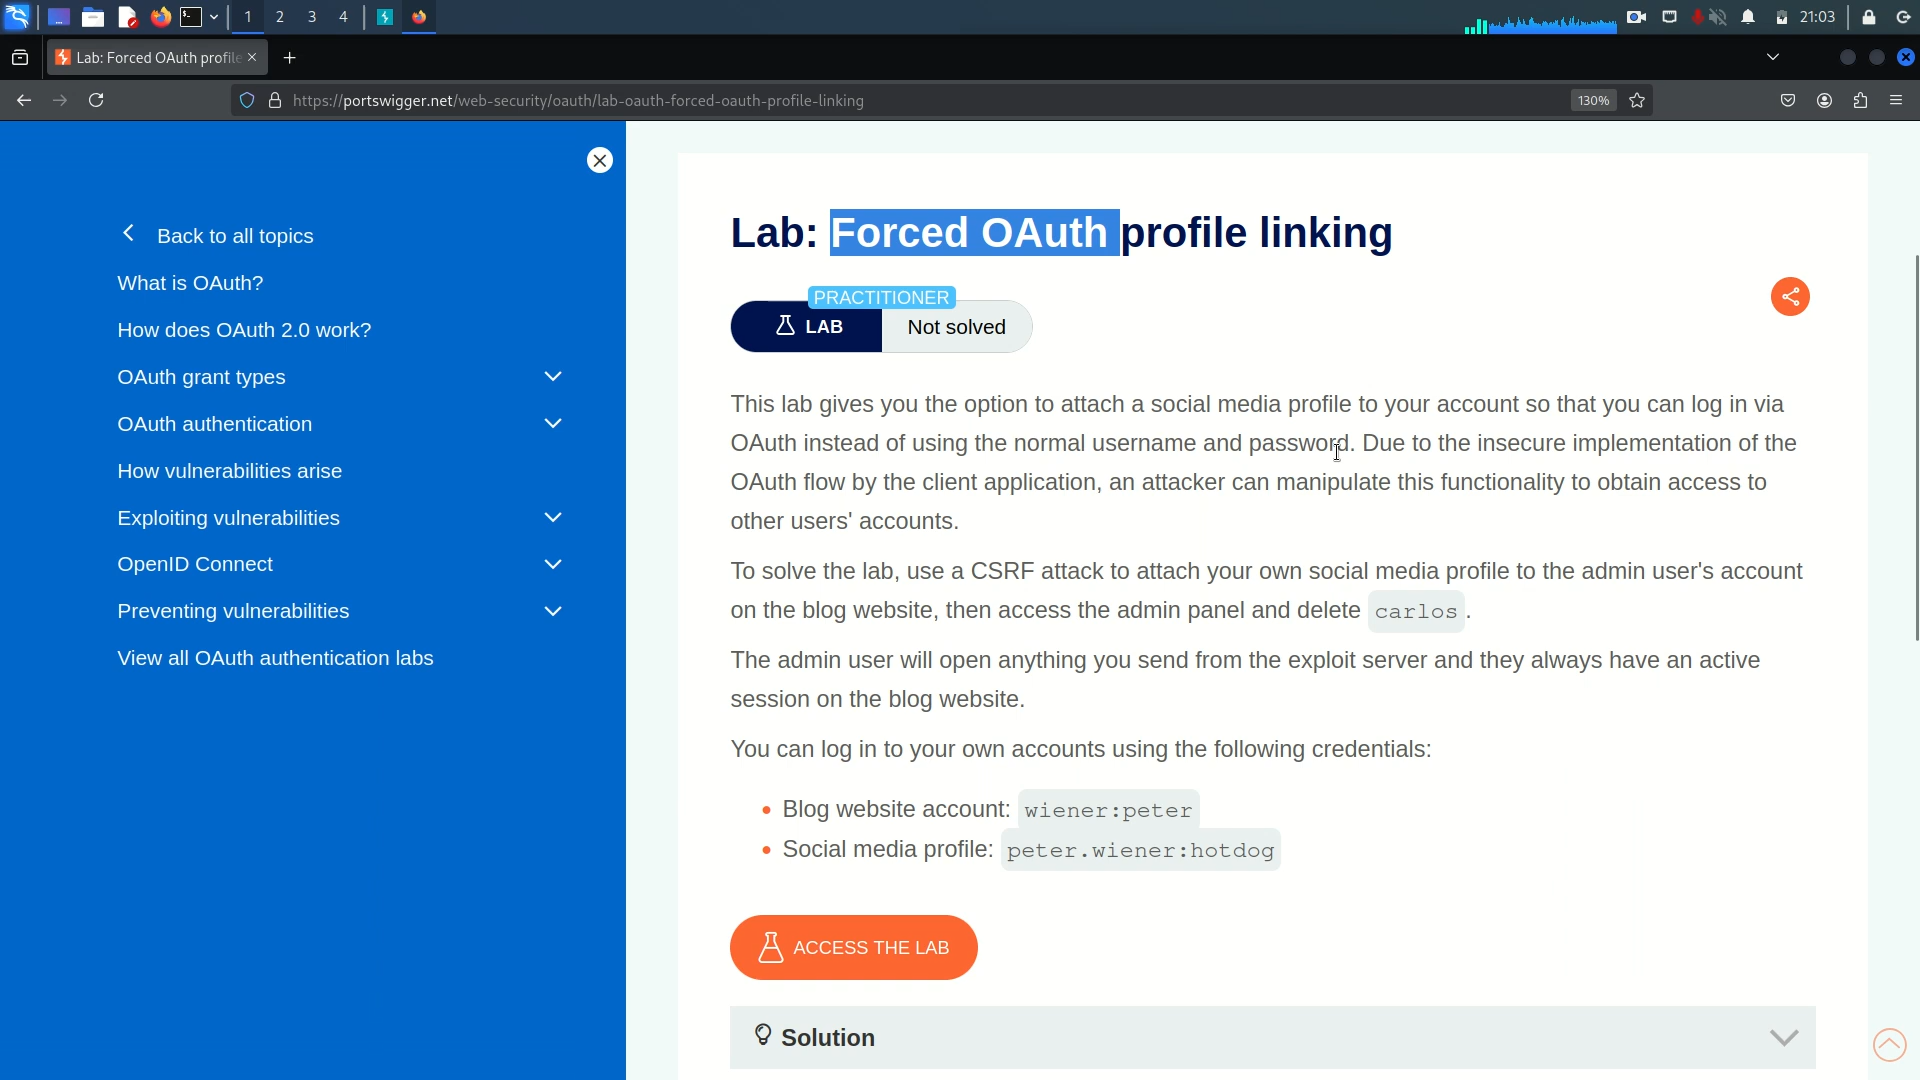 1 2 3 4 21:03
Lab: Forced OAuth profile
https://portswigger.net/web-security/oauth/lab-oauth-forced-oauth-profile-linking 130%
Back to all topics
What is OAuth?
How does OAuth 2.0 work?
OAuth grant types
OAuth authentication
How vulnerabilities arise
Exploiting vulnerabilities
OpenID Connect
Preventing vulnerabilities
View all OAuth authentication labs
Lab: Forced OAuth profile linking
PRACTITIONER
LAB Not solved
This lab gives you the option to attach a social media profile to your account so that you can log in via
OAuth instead of using the normal username and password. Due to the insecure implementation of the
OAuth flow by the client application, an attacker can manipulate this functionality to obtain access to
other users' accounts.
To solve the lab, use a CSRF attack to attach your own social media profile to the admin user's account
on the blog website, then access the admin panel and delete carlos.
The admin user will open anything you send from the exploit server and they always have an active
session on the blog website.
You can log in to your own accounts using the following credentials:
• Blog website account: wiener:peter
• Social media profile: peter.wiener:hotdog
ACCESS THE LAB
Solution